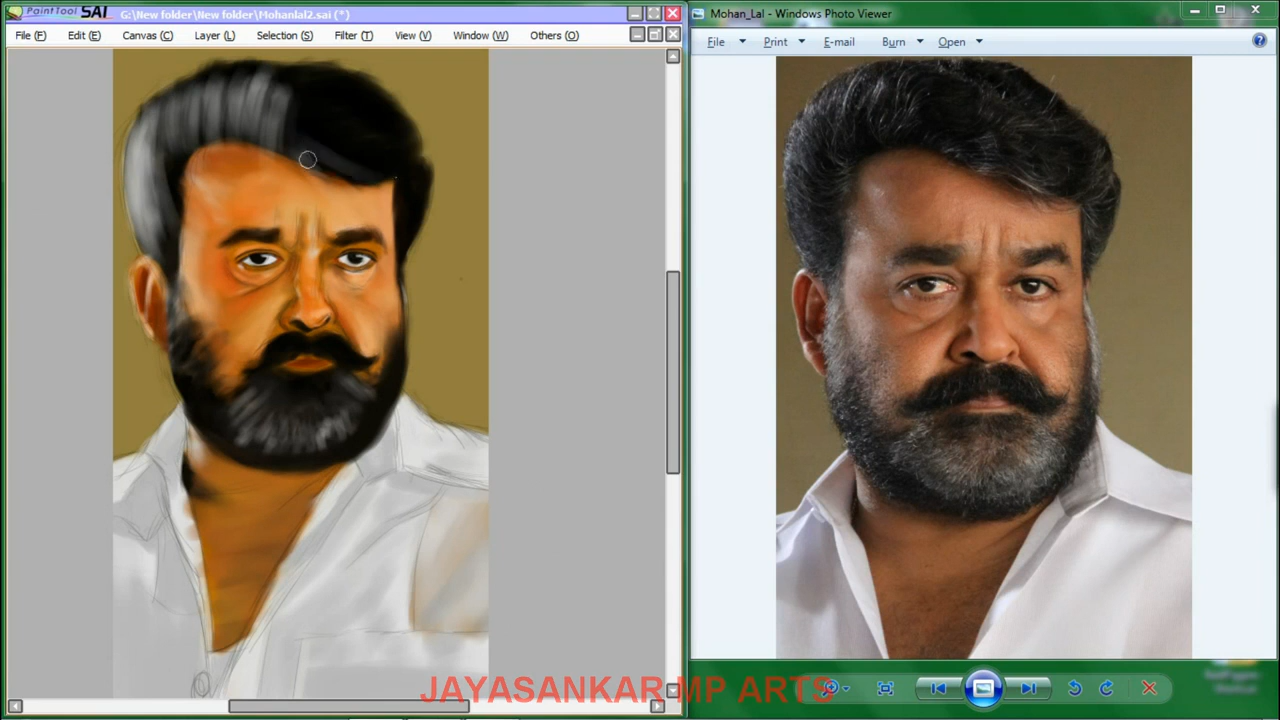 PaintTool SAI G:\New folder\New folder\Mohanlal2.sai (*)
File (F) Edit (E) Canvas (C) Layer (L) Selection (S) Filter (T) View (V) Window (W) Others (O)
Mohan_Lal - Windows Photo Viewer
File Print E-mail Burn Open
JAYASANKAR MP ARTS